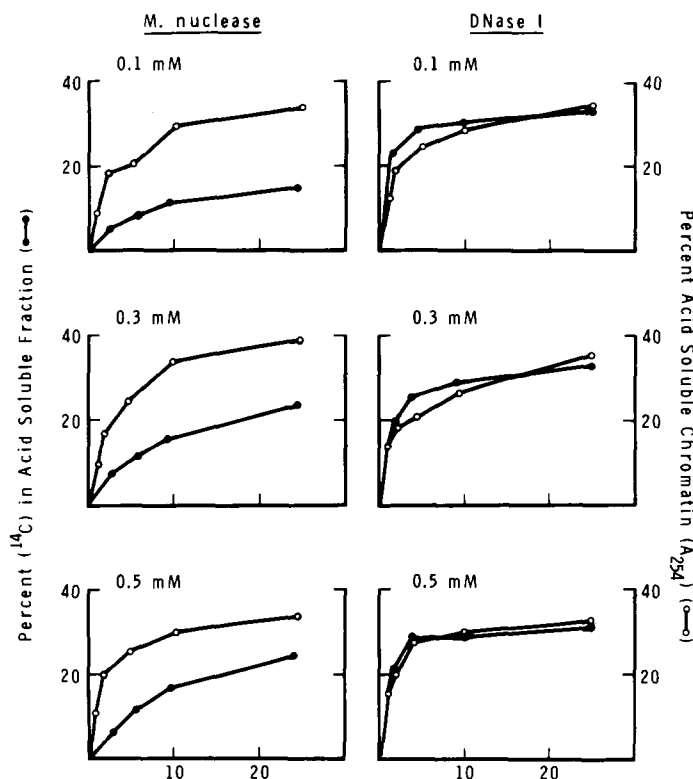 M. nuclease
DNase I
0.1 mM
0.1 mM
40
20
40
20
0.3 mM
0.3 mM
40
20
40
20
0.5 mM
0.5 mM
40
20
40
20
10 20
10 20
Percent (14C) in Acid Soluble Fraction (●—●)
Percent Acid Soluble Chromatin (A254) (○—○)